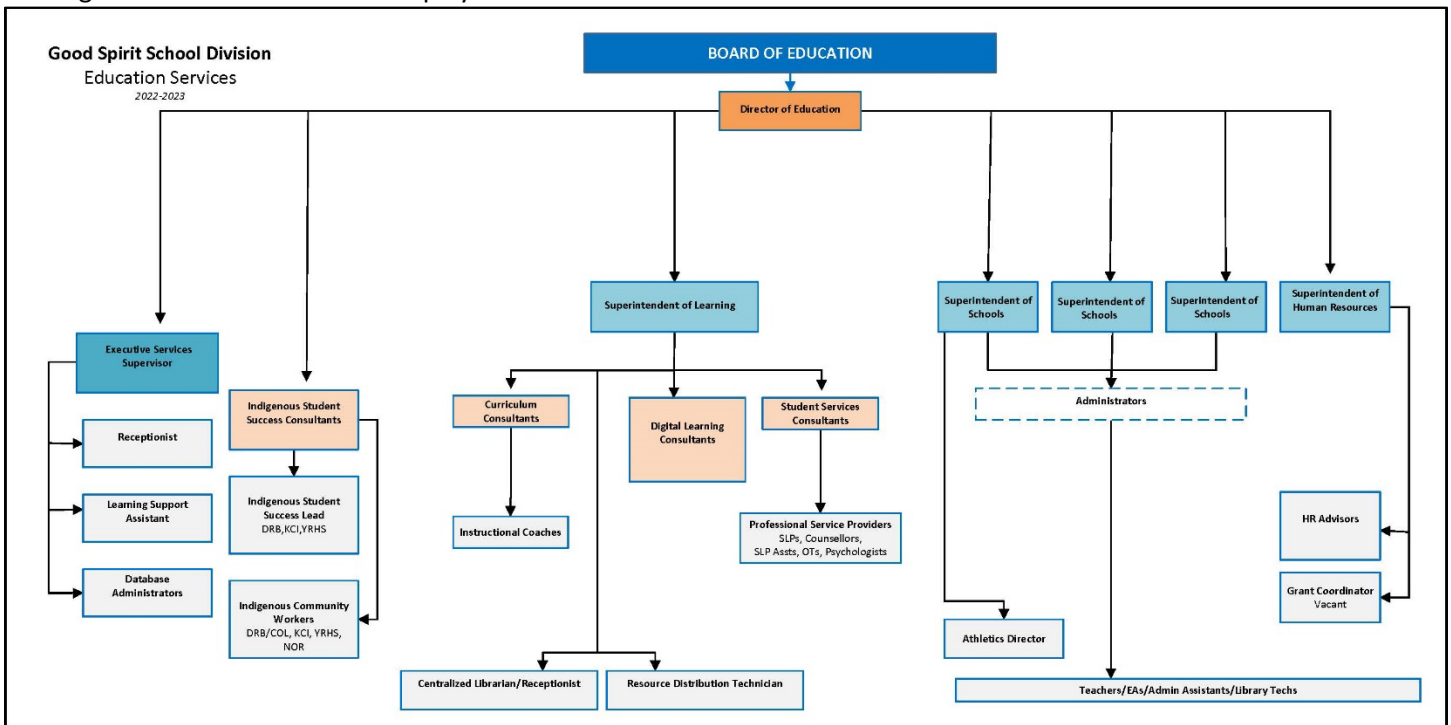 Good Spirit School Division
Education Services
2022-2023
BOARD OF EDUCATION
Director of Education
Superintendent of Learning
Superintendent of
Schools
Superintendent of
Schools
Superintendent of
Schools
Superintendent of
Human Resources
Executive Services
Supervisor
Indigenous Student
Success Consultants
Curriculum
Consultants
Digital Learning
Consultants
Student Services
Consultants
Administrators
Receptionist
Learning Support
Assistant
Database
Administrators
Indigenous Student
Success Lead
DRB,KCI,YRHS
Indigenous Community
Workers
DRB/COL, KCI, YRHS,
NOR
Instructional Coaches
Professional Service Providers
SLPs, Counsellors,
SLP Assts, OTs, Psychologists
HR Advisors
Grant Coordinator
Vacant
Athletics Director
Centralized Librarian/Receptionist
Resource Distribution Technician
Teachers/EAs/Admin Assistants/Library Techs